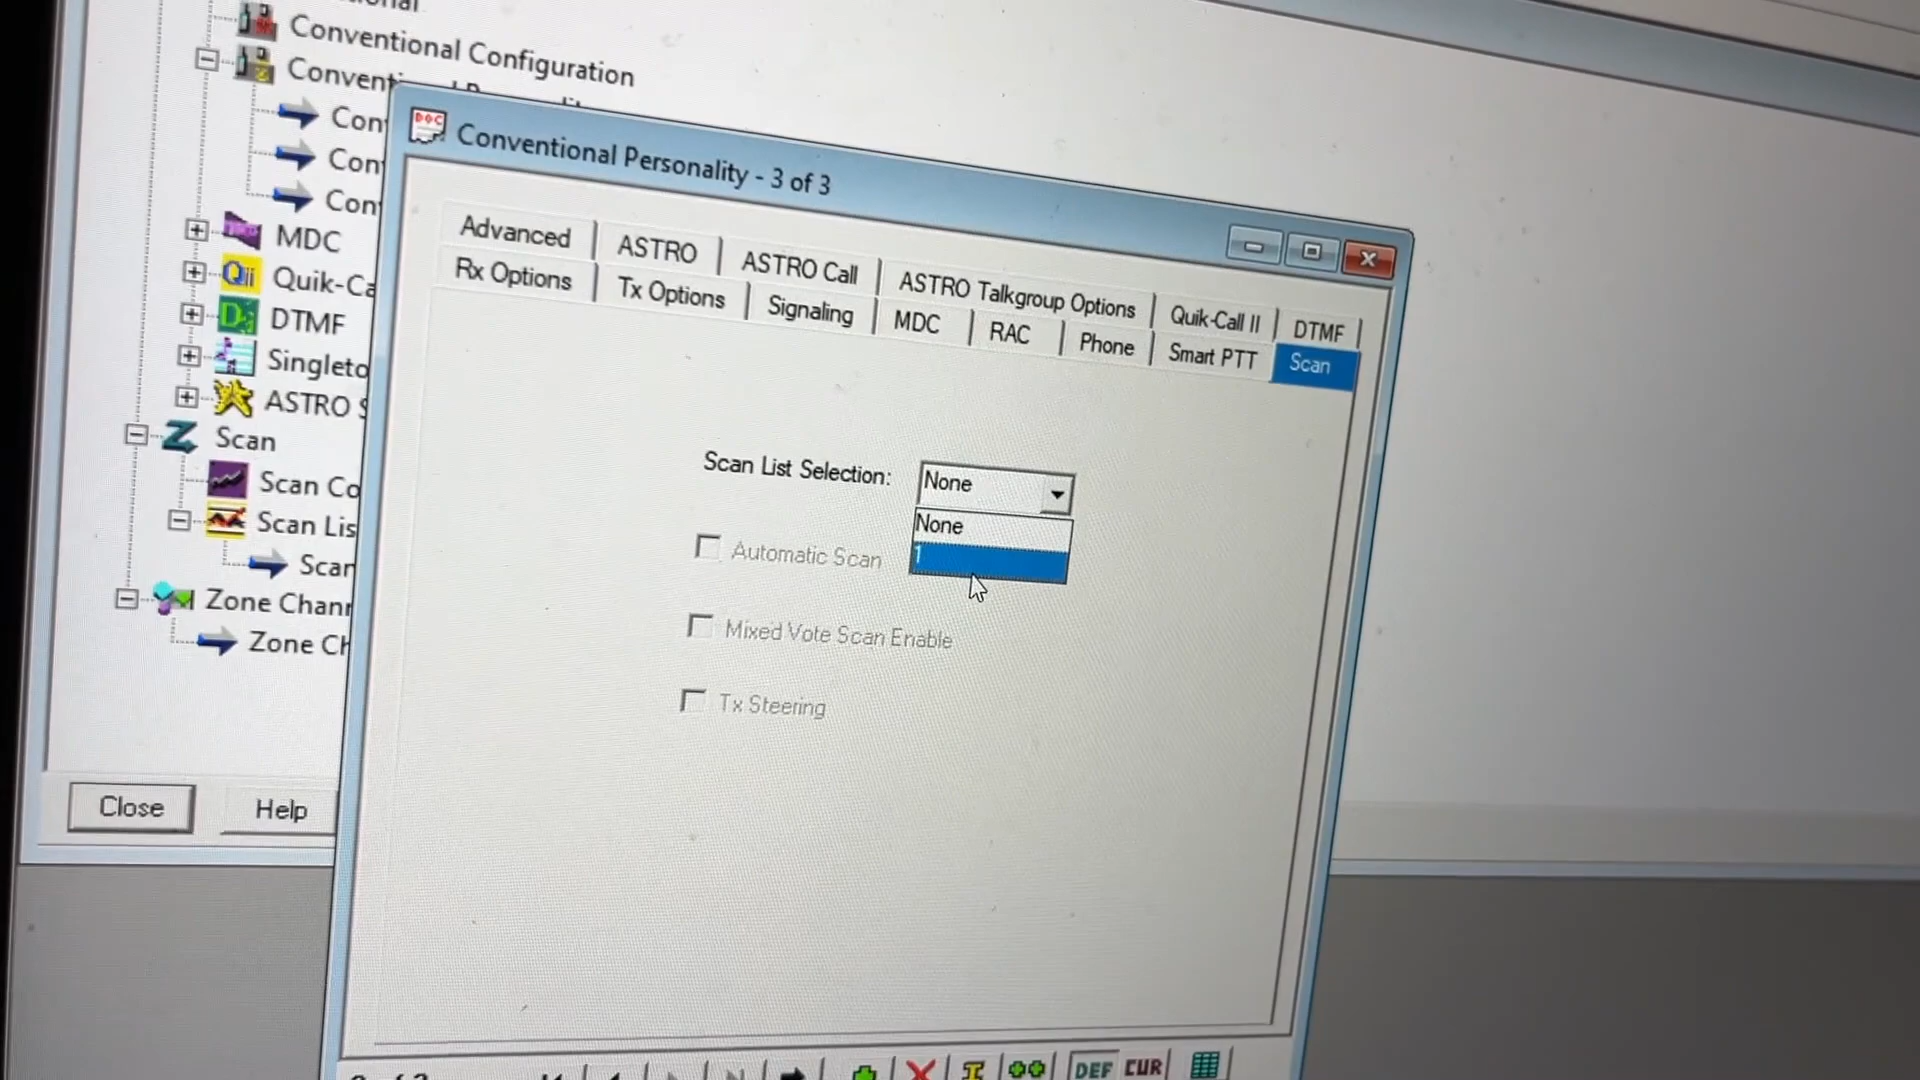 Conventional Configuration
Con
Con
Con
MDC
Quik-Ca
DTMF
Singleto
ASTRO S
Scan
Scan Co
Scan Lis
Scan
Zone Chann
Zone Ch
Close
Help
Conventional Personality - 3 of 3
Advanced
ASTRO
ASTRO Call
ASTRO Talkgroup Options
Quik-Call II
DTMF
Rx Options
Tx Options
Signaling
MDC
RAC
Phone
Smart PTT
Scan
Scan List Selection:
None
None
1
Automatic Scan
Mixed Vote Scan Enable
Tx Steering
DEF
CUR